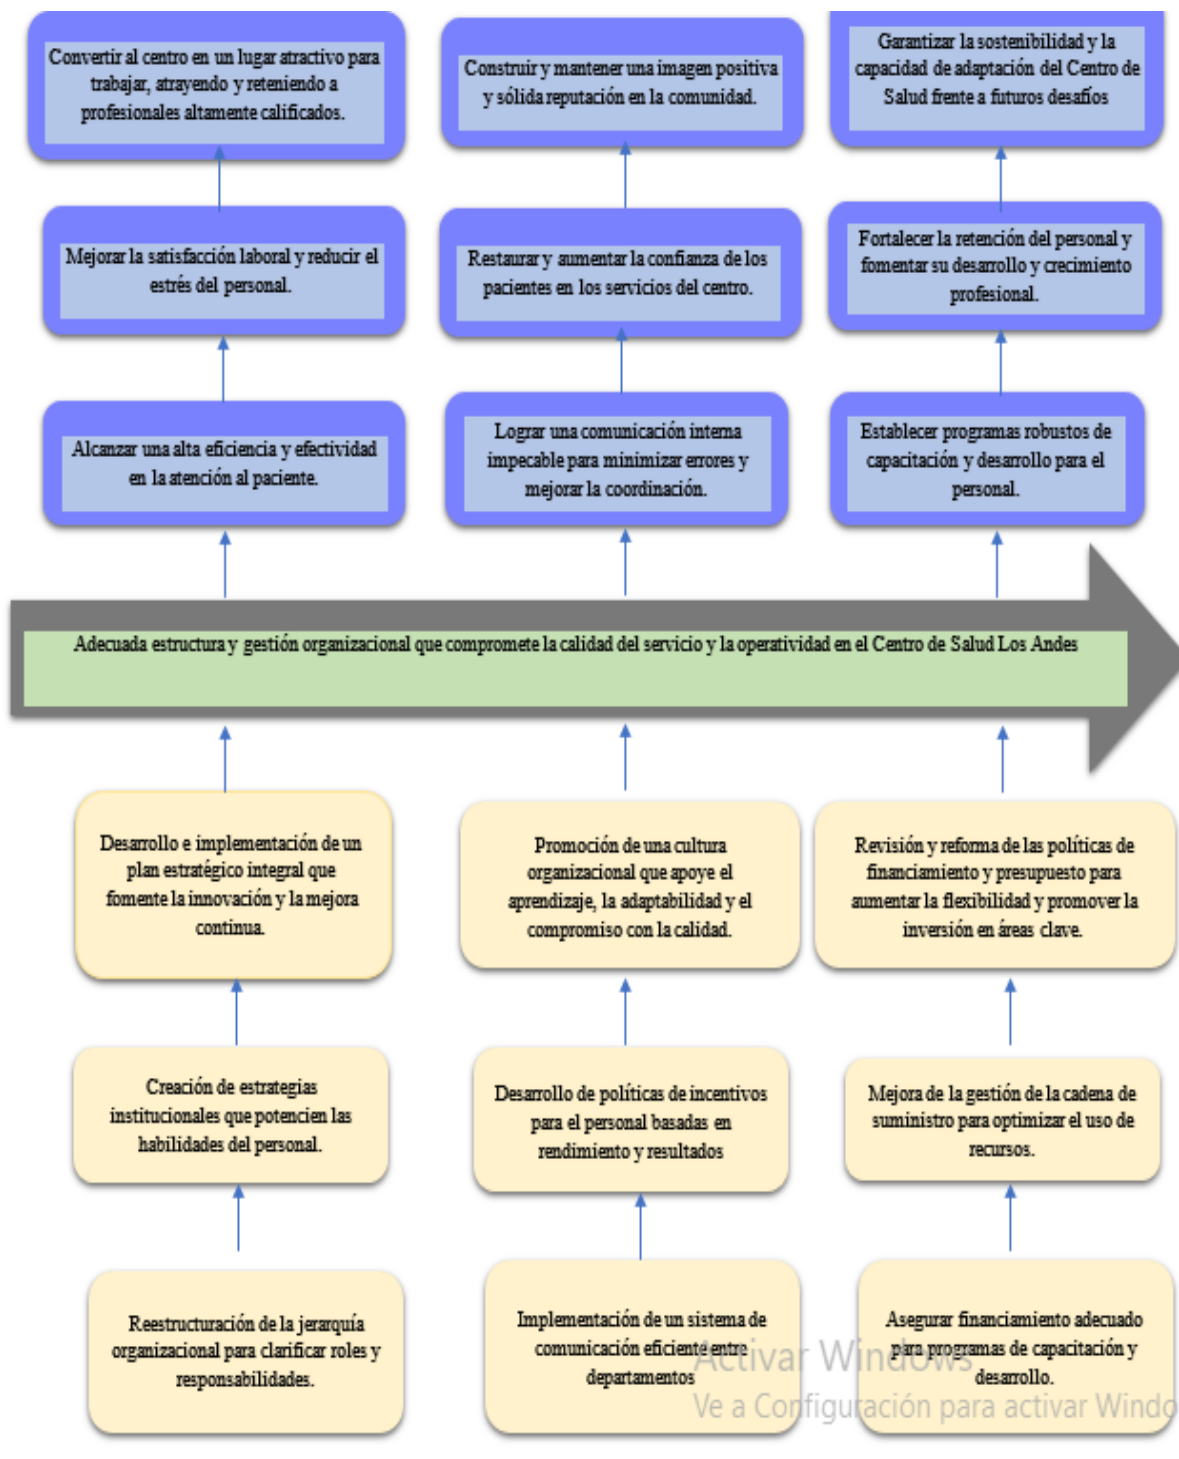 Convertir al centro en un lugar atractivo para
trabajar, atrayendo y reteniendo a
profesionales altamente calificados.
Construir y mantener una imagen positiva
y sólida reputación en la comunidad.
Garantizar la sostenibilidad y la
capacidad de adaptación del Centro de
Salud frente a futuros desafíos
Mejorar la satisfacción laboral y reducir el
estrés del personal.
Restaurar y aumentar la confianza de los
pacientes en los servicios del centro.
Fortalecer la retención del personal y
fomentar su desarrollo y crecimiento
profesional.
Alcanzar una alta eficiencia y efectividad
en la atención al paciente.
Lograr una comunicación interna
impecable para minimizar errores y
mejorar la coordinación.
Establecer programas robustos de
capacitación y desarrollo para el
personal.
Adecuada estructura y gestión organizacional que compromete la calidad del servicio y la operatividad en el Centro de Salud Los Andes
Desarrollo e implementación de un
plan estratégico integral que
fomente la innovación y la mejora
continua.
Promoción de una cultura
organizacional que apoye el
aprendizaje, la adaptabilidad y el
compromiso con la calidad.
Revisión y reforma de las políticas de
financiamiento y presupuesto para
aumentar la flexibilidad y promover la
inversión en áreas clave.
Creación de estrategias
institucionales que potencien las
habilidades del personal.
Desarrollo de políticas de incentivos
para el personal basadas en
rendimiento y resultados
Mejora de la gestión de la cadena de
suministro para optimizar el uso de
recursos.
Reestructuración de la jerarquía
organizacional para clarificar roles y
responsabilidades.
Implementación de un sistema de
comunicación eficiente entre
departamentos
Asegurar financiamiento adecuado
para programas de capacitación y
desarrollo.
Activar Windows
Ve a Configuración para activar Windo